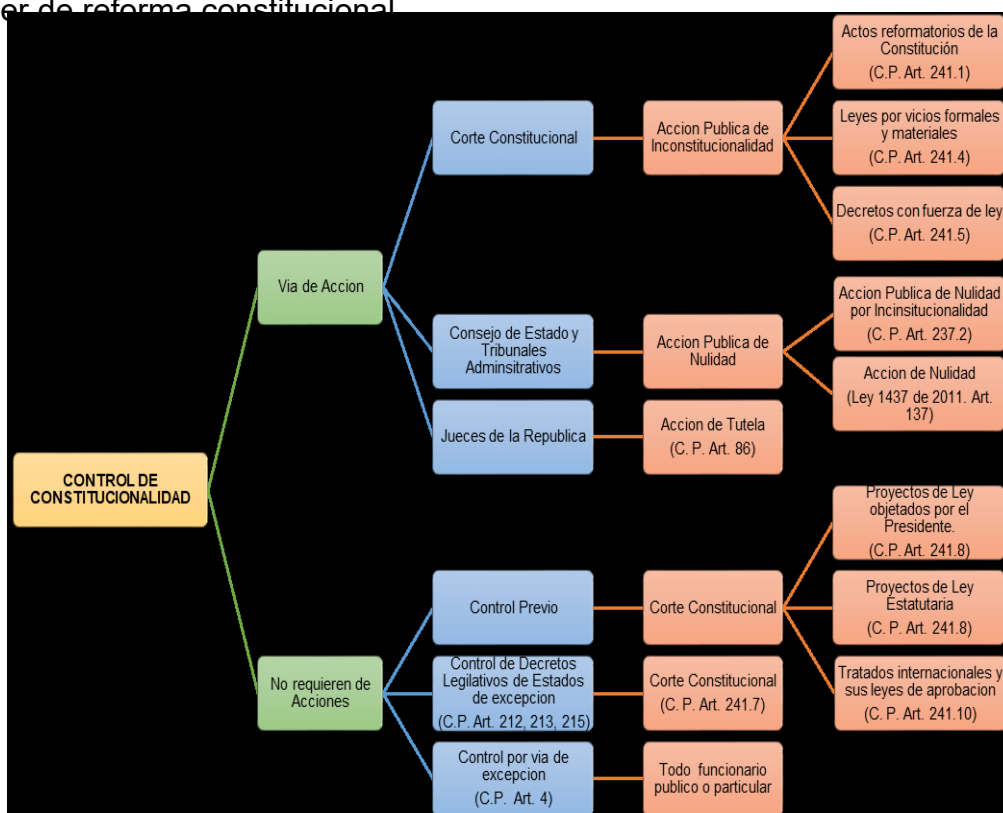 er de reforma constitucional
Actos reformatorios de la
Constitución
(C.P. Art. 241.1)
Corte Constitucional
Accion Publica de
Inconstitucionalidad
Leyes por vicios formales
y materiales
(C.P. Art. 241.4)
Decretos con fuerza de ley
(C.P. Art. 241.5)
Via de Accion
Consejo de Estado y
Tribunales
Adminsitrativos
Accion Publica de
Nulidad
Accion Publica de Nulidad
por Incinsitucionalidad
(C. P. Art. 237.2)
Accion de Nulidad
(Ley 1437 de 2011. Art.
137)
Jueces de la Republica
Accion de Tutela
(C. P. Art. 86)
CONTROL DE
CONSTITUCIONALIDAD
Proyectos de Ley
objetados por el
Presidente.
(C.P. Art. 241.8)
Control Previo
Corte Constitucional
Proyectos de Ley
Estatutaria
(C. P. Art. 241.8)
Tratados internacionales y
sus leyes de aprobacion
(C. P. Art. 241.10)
No requieren de
Acciones
Control de Decretos
Legilativos de Estados
de excepcion
(C.P. Art. 212, 213, 215)
Corte Constitucional
(C. P. Art. 241.7)
Control por via de
excepcion
(C.P. Art. 4)
Todo funcionario
publico o particular